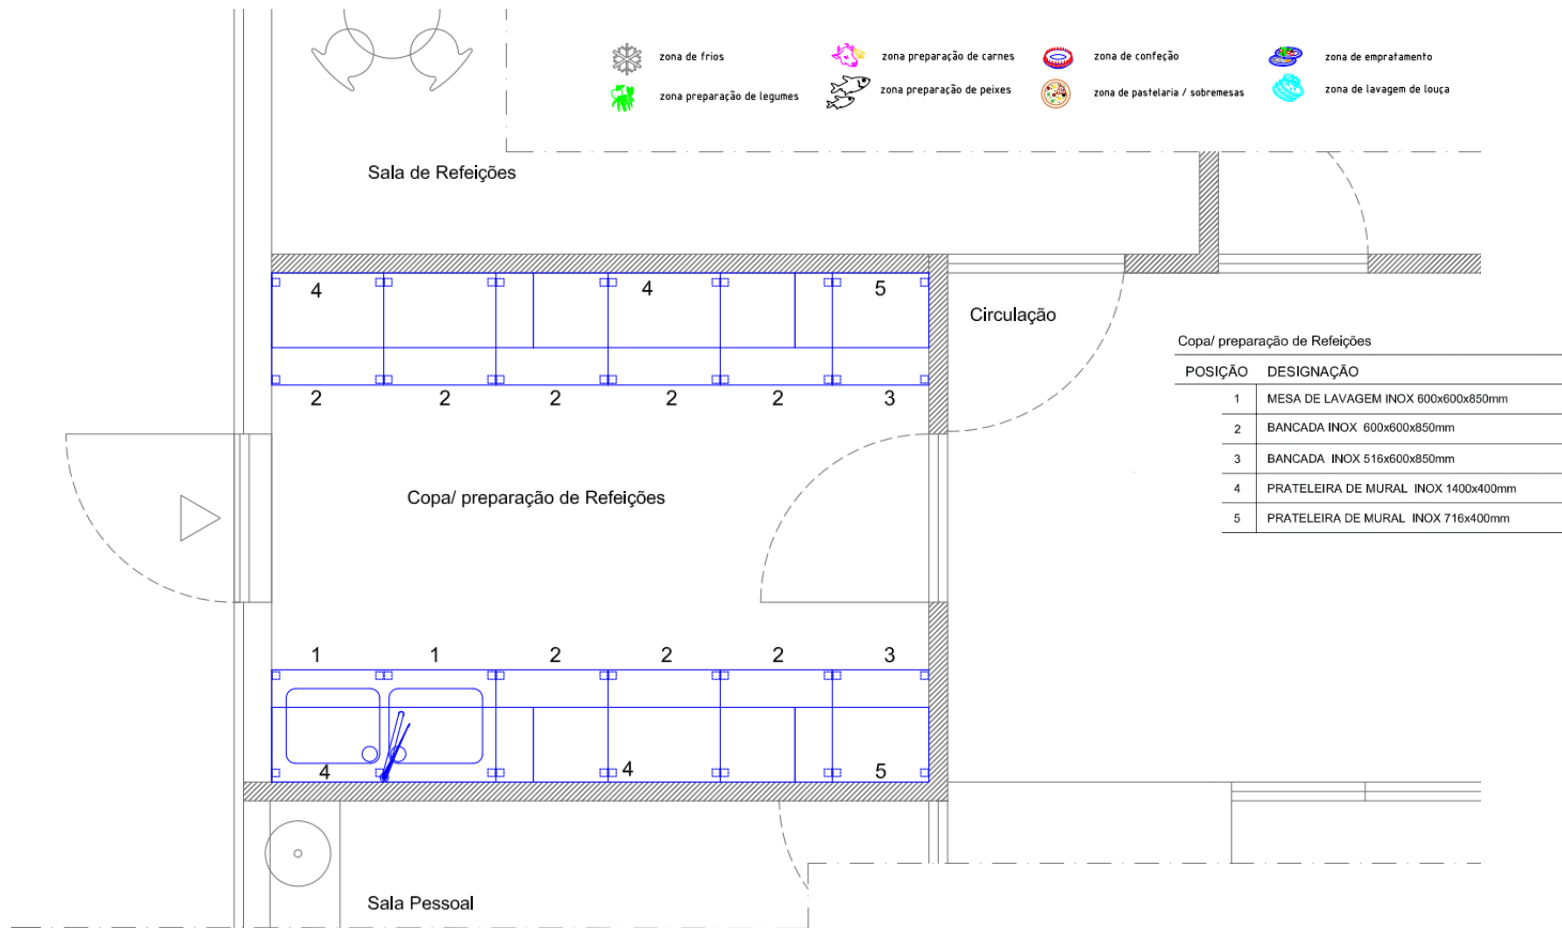 zona de frios
zona preparação de carnes
zona de confeção
zona de empratamento
zona preparação de legumes
zona preparação de peixes
zona de pastelaria / sobremesas
zona de lavagem de louça
Sala de Refeições
4 4 5
2 2 2 2 2 3
Circulação
Copa/ preparação de Refeições
POSIÇÃO DESIGNAÇÃO
1 MESA DE LAVAGEM INOX 600x600x850mm
2 BANCADA INOX 600x600x850mm
3 BANCADA INOX 516x600x850mm
4 PRATELEIRA DE MURAL INOX 1400x400mm
5 PRATELEIRA DE MURAL INOX 716x400mm
Copa/ preparação de Refeições
1 1 2 2 2 3
4 4 5
Sala Pessoal